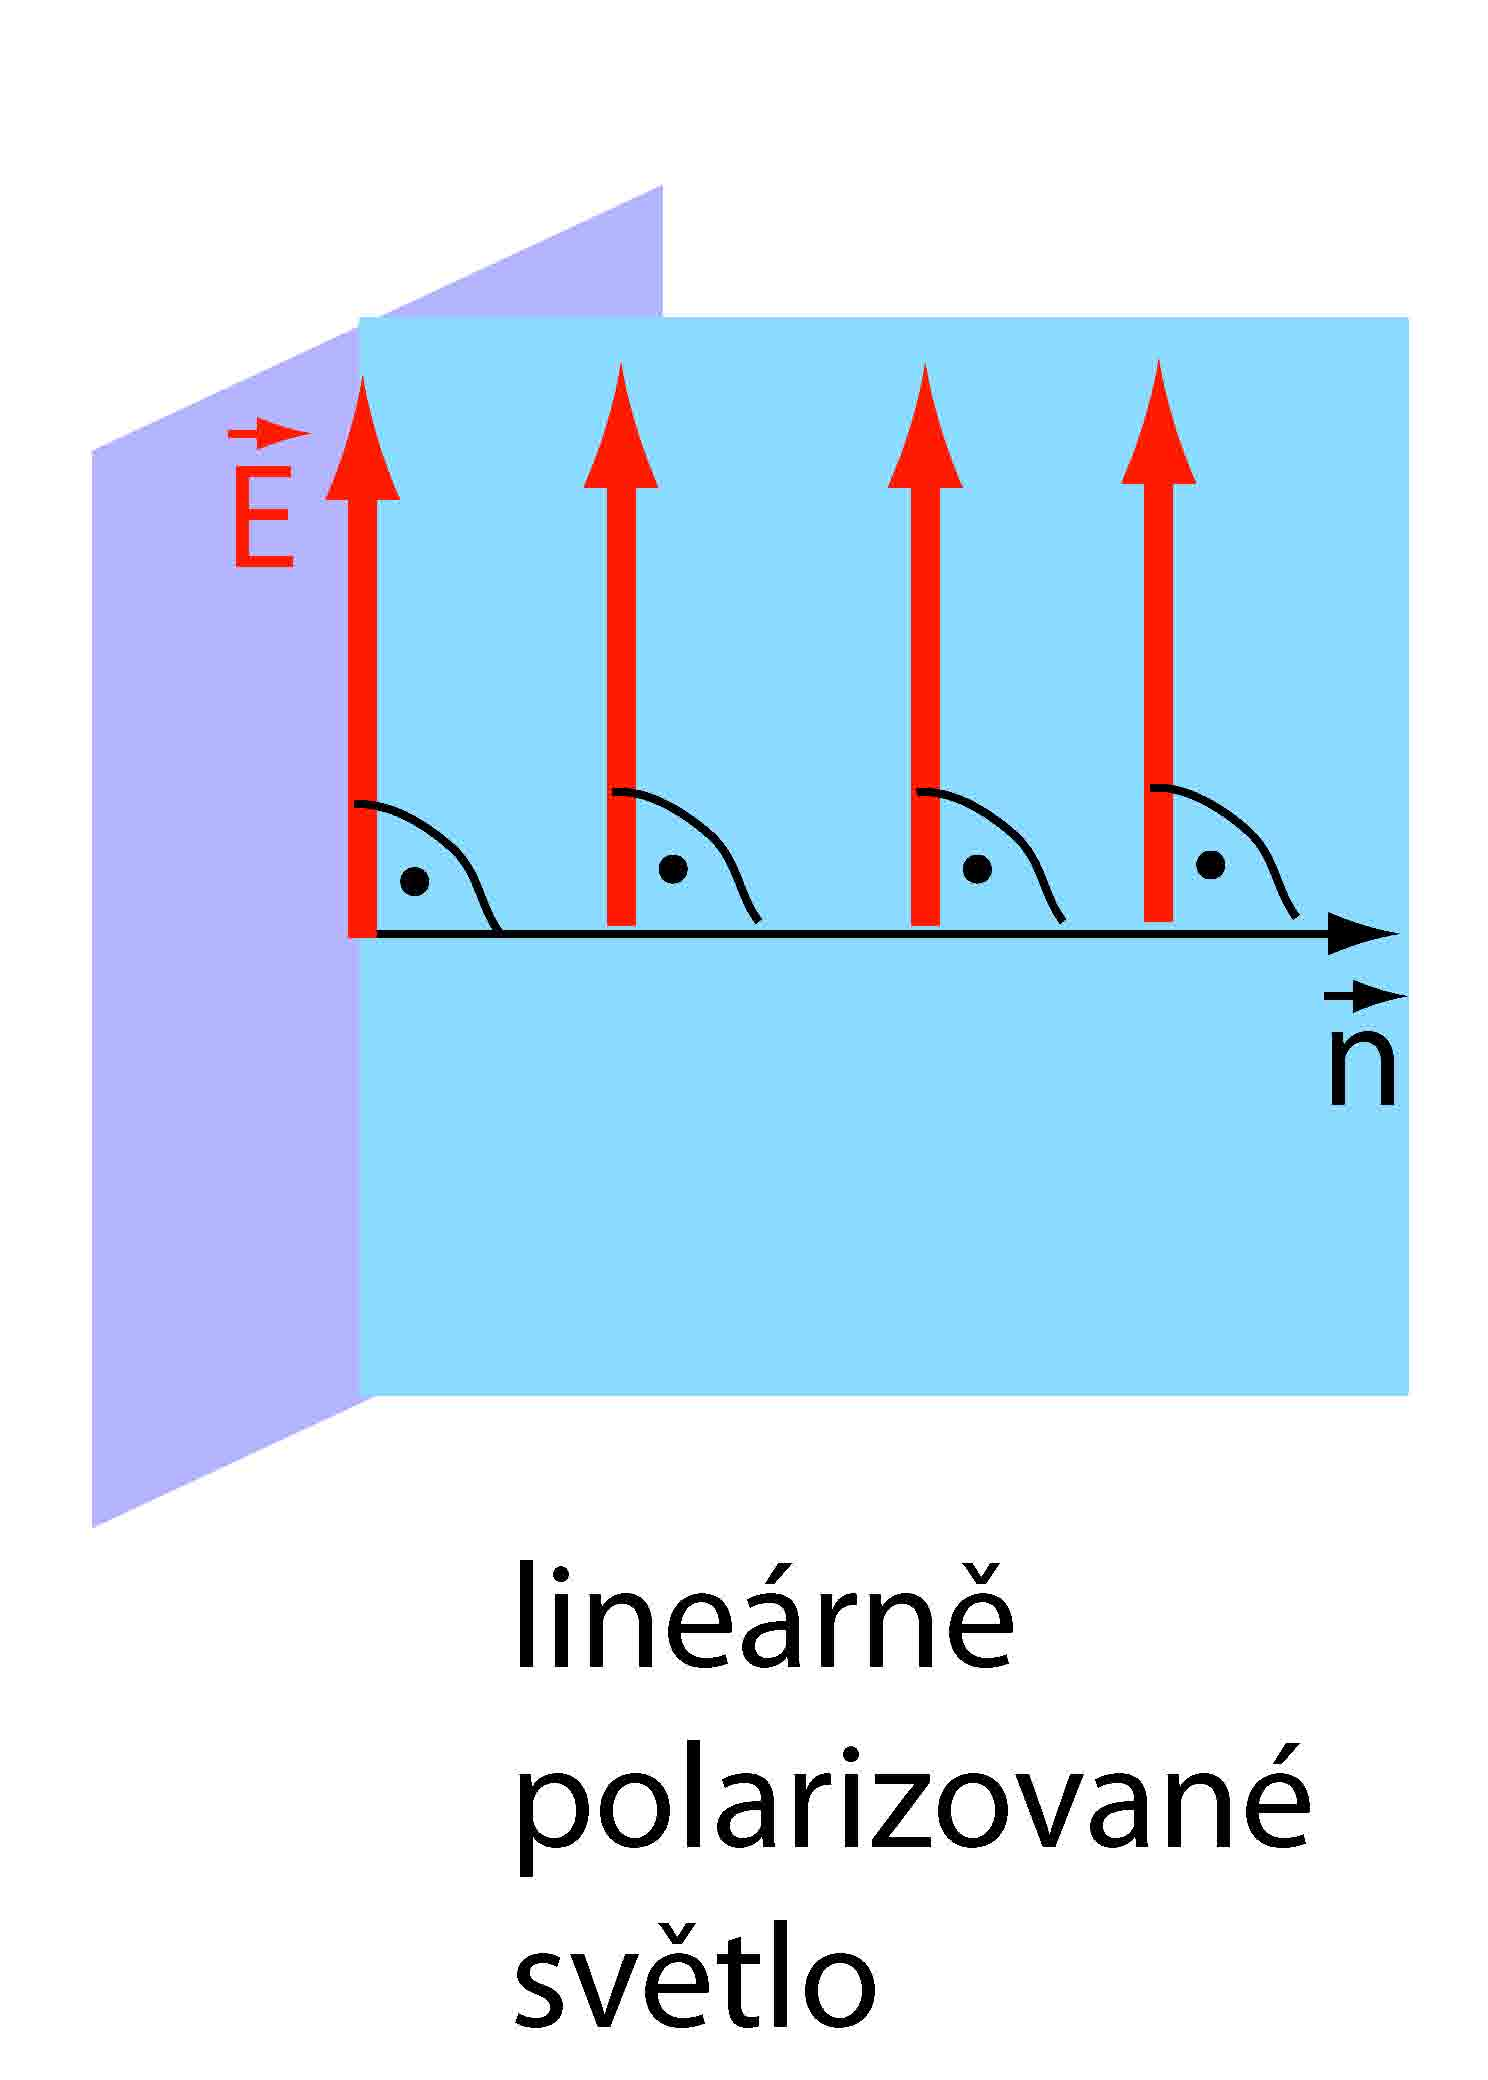 E
n
lineárně
polarizované
světlo